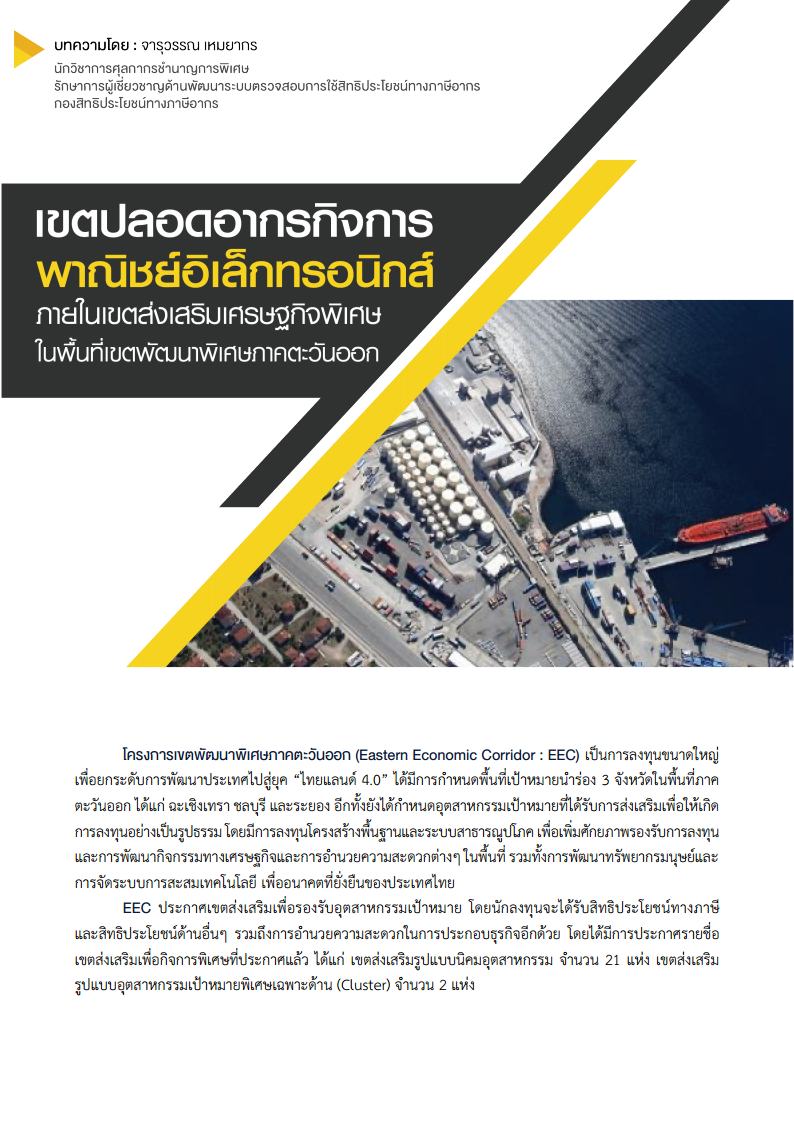 บทความโดย : จารุวรรณ เหมยากร
นักวิชาการศุลกากรชำนาญการพิเศษ
รักษาการผู้เชี่ยวชาญด้านพัฒนาระบบตรวจสอบการใช้สิทธิประโยชน์ทางภาษีอากร
กองสิทธิประโยชน์ทางภาษีอากร
เขตปลอดอากรกิจการ
พาณิชย์อิเล็กทรอนิกส์
ภายในเขตส่งเสริมเศรษฐกิจพิเศษ
ในพื้นที่เขตพัฒนาพิเศษภาคตะวันออก
โครงการเขตพัฒนาพิเศษภาคตะวันออก (Eastern Economic Corridor : EEC) เป็นการลงทุนขนาดใหญ่
เพื่อยกระดับการพัฒนาประเทศไปสู่ยุค “ไทยแลนด์ 4.0” ได้มีการกำหนดพื้นที่เป้าหมายนำร่อง 3 จังหวัดในพื้นที่ภาค
ตะวันออก ได้แก่ ฉะเชิงเทรา ชลบุรี และระยอง อีกทั้งยังได้กำหนดอุตสาหกรรมเป้าหมายที่ได้รับการส่งเสริมเพื่อให้เกิด
การลงทุนอย่างเป็นรูปธรรม โดยมีการลงทุนโครงสร้างพื้นฐานและระบบสาธารณูปโภค เพื่อเพิ่มศักยภาพรองรับการลงทุน
และการพัฒนากิจกรรมทางเศรษฐกิจและการอำนวยความสะดวกต่างๆ ในพื้นที่ รวมทั้งการพัฒนาทรัพยากรมนุษย์และ
การจัดระบบการสะสมเทคโนโลยี เพื่ออนาคตที่ยั่งยืนของประเทศไทย
EEC ประกาศเขตส่งเสริมเพื่อรองรับอุตสาหกรรมเป้าหมาย โดยนักลงทุนจะได้รับสิทธิประโยชน์ทางภาษี
และสิทธิประโยชน์ด้านอื่นๆ รวมถึงการอำนวยความสะดวกในการประกอบธุรกิจอีกด้วย โดยได้มีการประกาศรายชื่อ
เขตส่งเสริมเพื่อกิจการพิเศษที่ประกาศแล้ว ได้แก่ เขตส่งเสริมรูปแบบนิคมอุตสาหกรรม จำนวน 21 แห่ง เขตส่งเสริม
รูปแบบอุตสาหกรรมเป้าหมายพิเศษเฉพาะด้าน (Cluster) จำนวน 2 แห่ง